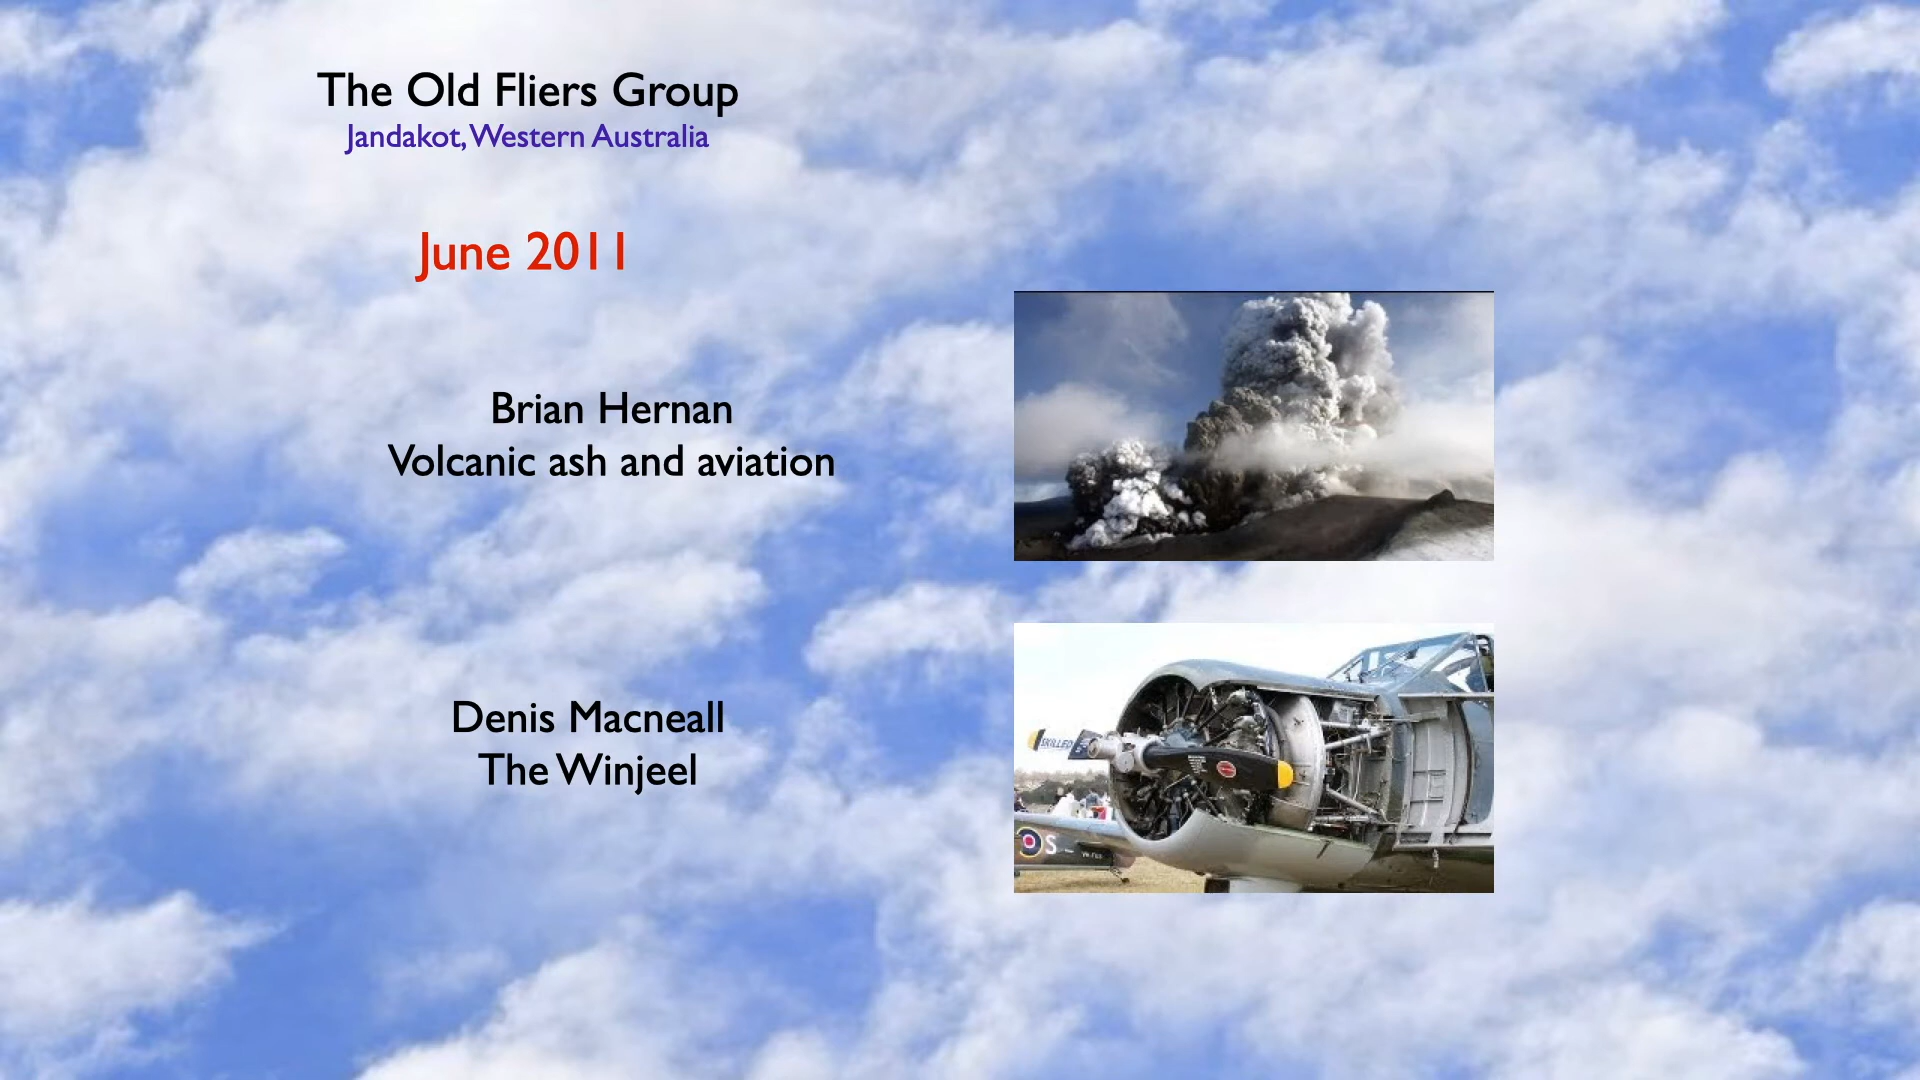 The Old Fliers Group
Jandakot, Western Australia
June 2011
Brian Hernan
Volcanic ash and aviation
Denis Macneall
The Winjeel
SKILLED
S